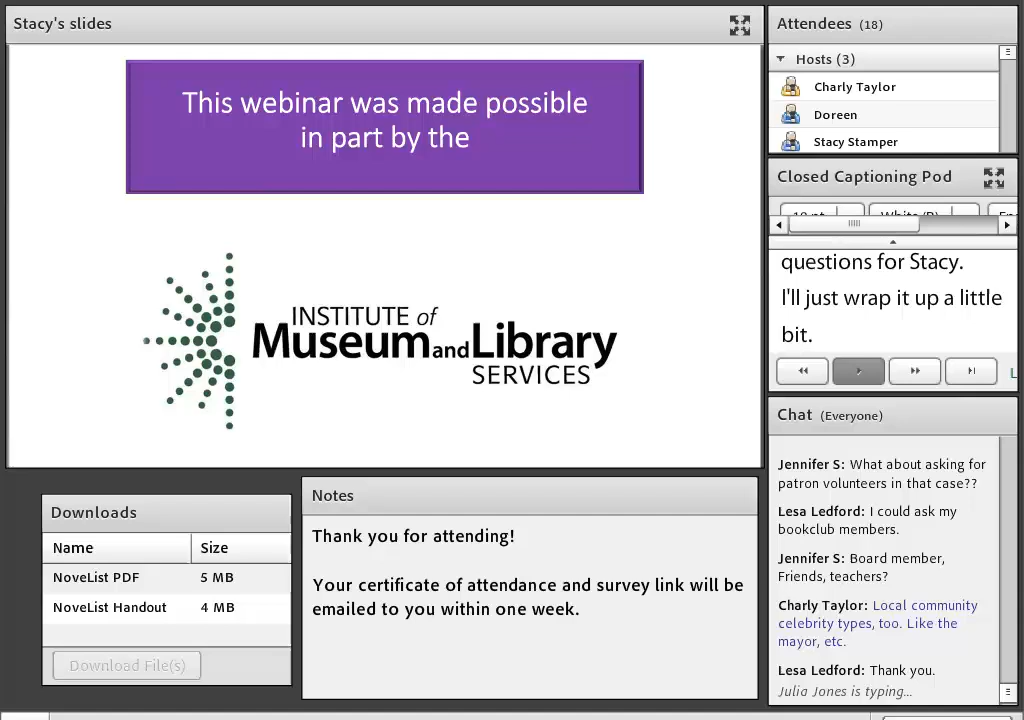 Stacy's slides
This webinar was made possible
in part by the
INSTITUTE of
Museum and Library
SERVICES
Downloads
Name Size
NoveList PDF 5 MB
NoveList Handout 4 MB
Download File(s)
Notes
Thank you for attending!
Your certificate of attendance and survey link will be
emailed to you within one week.
Attendees (18)
Hosts (3)
Charly Taylor
Doreen
Stacy Stamper
Closed Captioning Pod
questions for Stacy.
I'll just wrap it up a little
bit.
Chat (Everyone)
Jennifer S: What about asking for
patron volunteers in that case??
Lesa Ledford: I could ask my
bookclub members.
Jennifer S: Board member,
Friends, teachers?
Charly Taylor: Local community
celebrity types, too. Like the
mayor, etc.
Lesa Ledford: Thank you.
Julia Jones is typing...